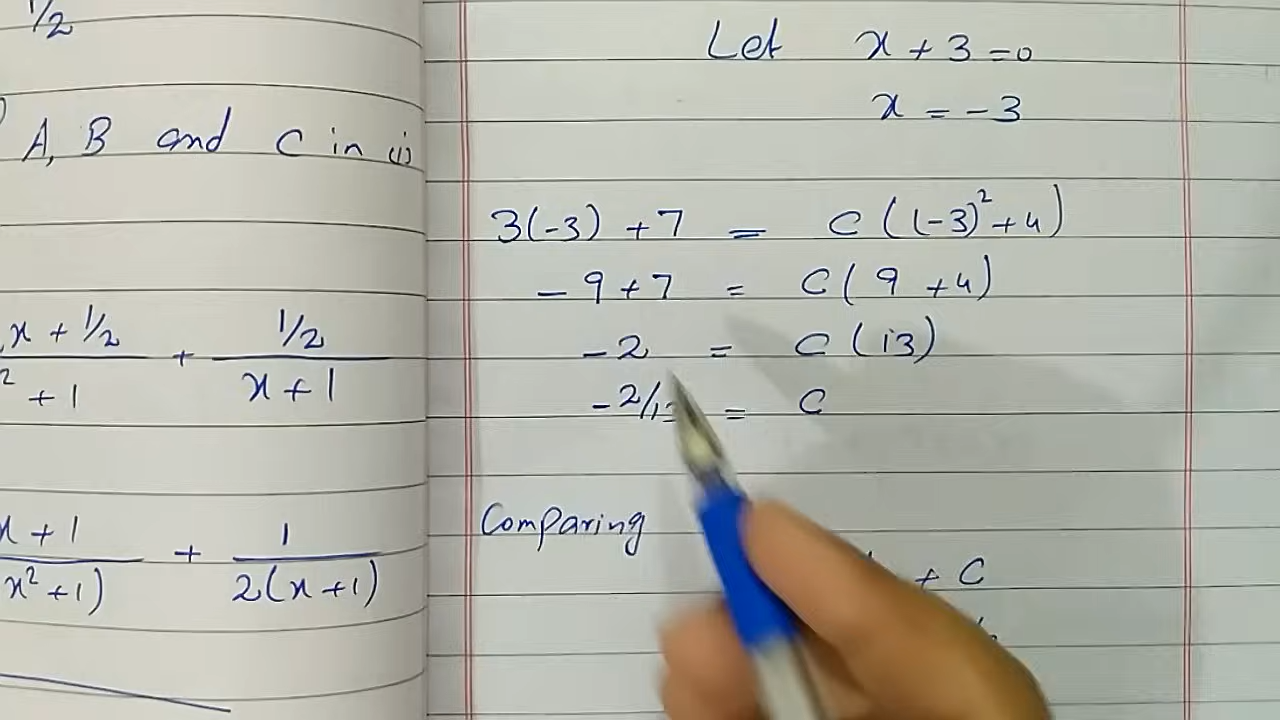 1/2
A, B and C in (i)
x + 1/2 + 1/2
2 + 1 x + 1
x + 1 + 1
x² + 1) 2(x + 1)
Let x + 3 = 0
x = -3
3(-3) + 7 = C((-3)² + 4)
-9 + 7 = C(9 + 4)
-2 = C(13)
-2/13 = C
Comparing
+ C